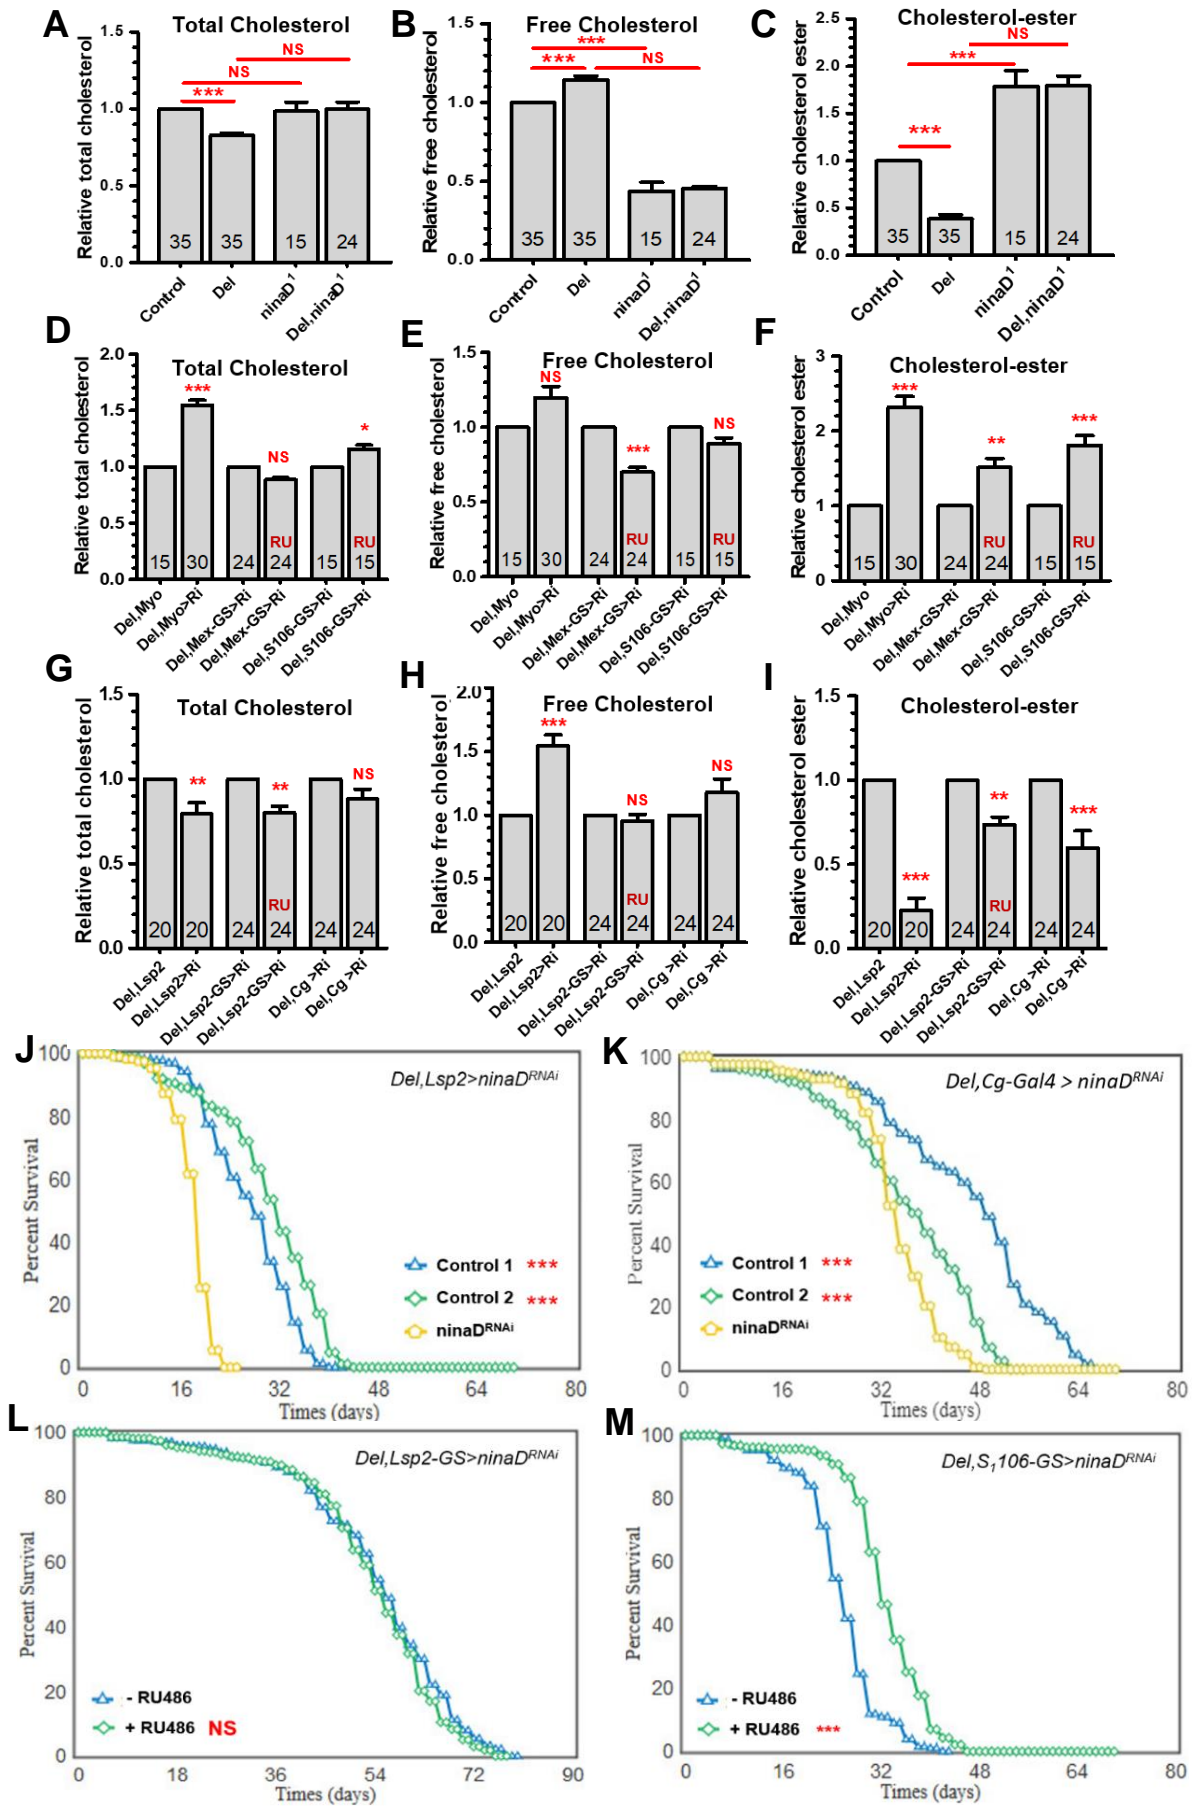 A
Total Cholesterol
Relative total cholesterol
1.5
1.0
0.5
0.0
NS
NS
***
35
35
15
24
Control
Del
ninaD1
Del,ninaD1
B
Free Cholesterol
Relative free cholesterol
1.5
1.0
0.5
0.0
***
***
NS
35
35
15
24
Control
Del
ninaD1
Del,ninaD1
C
Cholesterol-ester
Relative cholesterol ester
2.5
2.0
1.5
1.0
0.5
0.0
NS
***
***
35
35
15
24
Control
Del
ninaD1
Del,ninaD1
D
Total Cholesterol
Relative total cholesterol
2.0
1.5
1.0
0.5
0.0
***
NS
*
RU
RU
15
30
24
24
15
15
Del,Myo
Del,Myo>Ri
Del,Mex-GS>Ri
Del,Mex-GS>Ri
Del,S106-GS>Ri
Del,S106-GS>Ri
E
Free Cholesterol
Relative free cholesterol
1.5
1.0
0.5
0.0
NS
***
NS
RU
RU
15
30
24
24
15
15
Del,Myo
Del,Myo>Ri
Del,Mex-GS>Ri
Del,Mex-GS>Ri
Del,S106-GS>Ri
Del,S106-GS>Ri
F
Cholesterol-ester
Relative cholesterol ester
3
2
1
0
***
**
***
RU
RU
15
30
24
24
15
15
Del,Myo
Del,Myo>Ri
Del,Mex-GS>Ri
Del,Mex-GS>Ri
Del,S106-GS>Ri
Del,S106-GS>Ri
G
Total Cholesterol
Relative total cholesterol
1.5
1.0
0.5
0.0
**
**
NS
RU
20
20
24
24
24
24
Del,Lsp2
Del,Lsp2>Ri
Del,Lsp2-GS>Ri
Del,Lsp2-GS>Ri
Del,Cg >Ri
Del,Cg >Ri
H
Free Cholesterol
Relative free cholesterol
2.0
1.5
1.0
0.5
0.0
***
NS
NS
RU
20
20
24
24
24
24
Del,Lsp2
Del,Lsp2>Ri
Del,Lsp2-GS>Ri
Del,Lsp2-GS>Ri
Del,Cg >Ri
Del,Cg >Ri
I
Cholesterol-ester
Relative cholesterol ester
1.5
1.0
0.5
0.0
***
**
***
RU
20
20
24
24
24
24
Del,Lsp2
Del,Lsp2>Ri
Del,Lsp2-GS>Ri
Del,Lsp2-GS>Ri
Del,Cg >Ri
Del,Cg >Ri
J
Del,Lsp2>ninaDRNAi
Percent Survival
100
80
60
40
20
0
Control 1 ***
Control 2 ***
ninaDRNAi
0 16 32 48 64 80
Times (days)
K
Del,Cg-Gal4 > ninaDRNAi
Percent Survival
100
80
60
40
20
0
Control 1 ***
Control 2 ***
ninaDRNAi
0 16 32 48 64 80
Times (days)
L
Del,Lsp2-GS>ninaDRNAi
Percent Survival
100
80
60
40
20
0
- RU486
+ RU486 NS
0 18 36 54 72 90
Times (days)
M
Del,S1106-GS>ninaDRNAi
Percent Survival
100
80
60
40
20
0
- RU486
+ RU486 ***
0 16 32 48 64 80
Times (days)